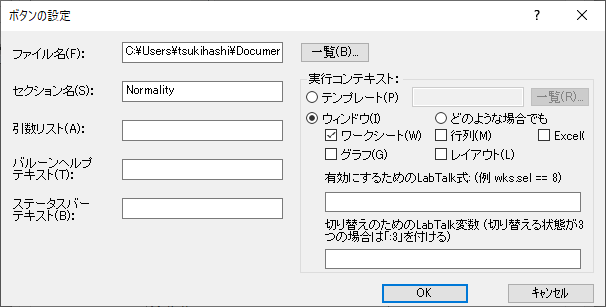 ボタンの設定
?
ファイル名(F):
C:¥Users¥tsukihashi¥Documer
一覧(B)...
セクション名(S):
Normality
引数リスト(A):
バルーンヘルプ
テキスト(T):
ステータスバー
テキスト(B):
実行コンテキスト:
テンプレート(P)
一覧(R)...
ウィンドウ(I)
どのような場合でも
ワークシート(W)
行列(M)
Excel(
グラフ(G)
レイアウト(L)
有効にするためのLabTalk式: (例 wks.sel == 8)
切り替えのためのLabTalk変数 (切り替える状態が3
つの場合は「:3」を付ける)
OK
キャンセル